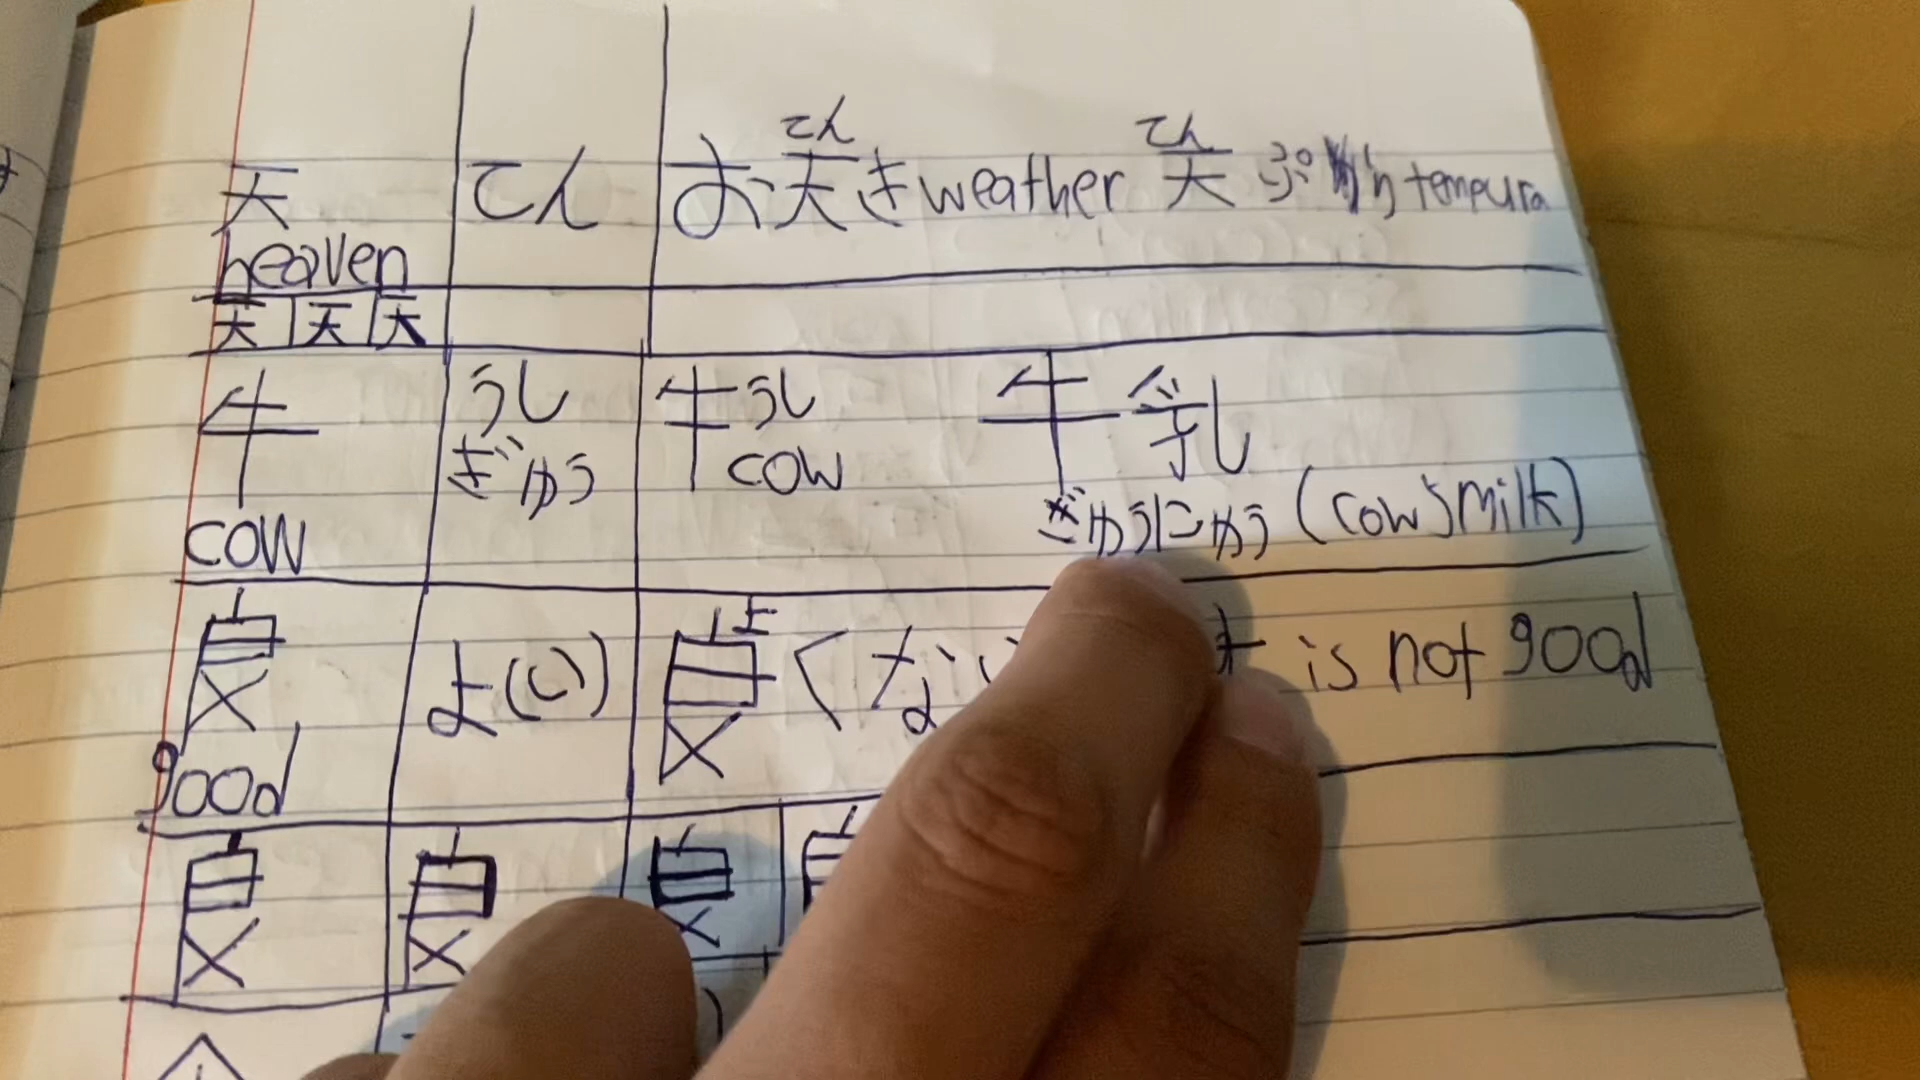 てん てん
天 てん お天き weather 天ぷら tempura
heaven
天 天 天
牛 うし 牛 うし 牛乳
ぎゅう cow
cow ぎゅうにゅう (cow's milk)
よ
良 よ(い) 良くない is not good
good
良 良 良